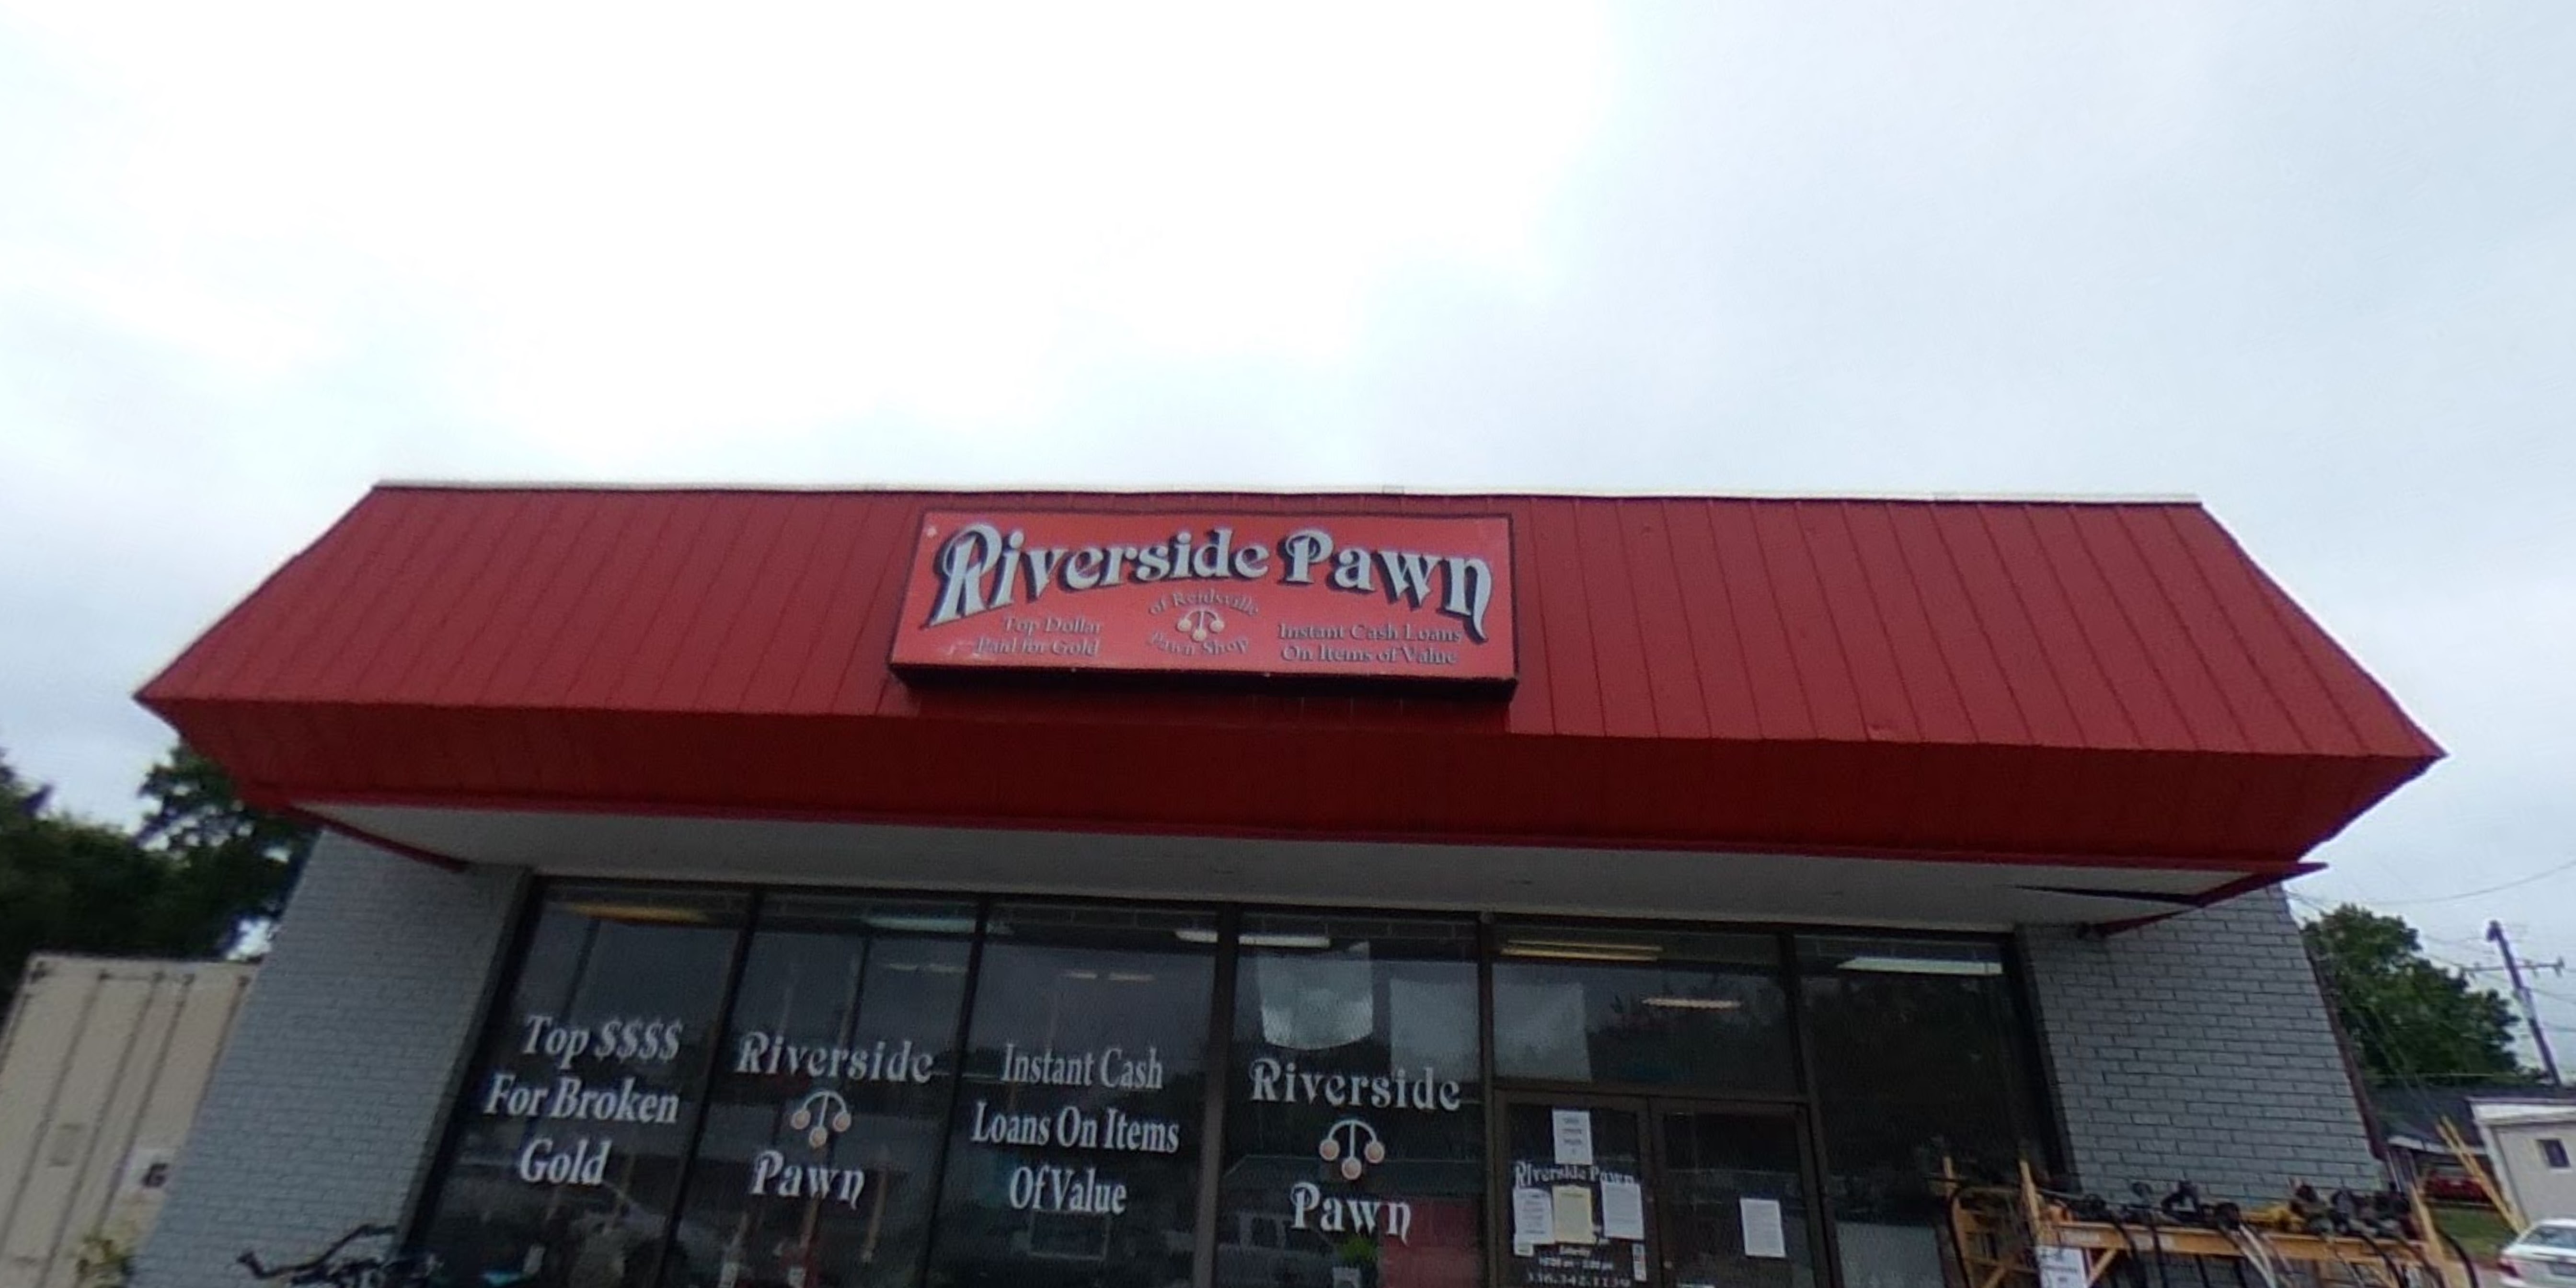 Riverside Pawn
of Reidsville
Pawn Shop
Top Dollar
Paid for Gold
Instant Cash Loans
On Items of Value
Top $$$$
For Broken
Gold
Riverside
Pawn
Instant Cash
Loans On Items
Of Value
Riverside
Pawn
Riverside Pawn
Saturday